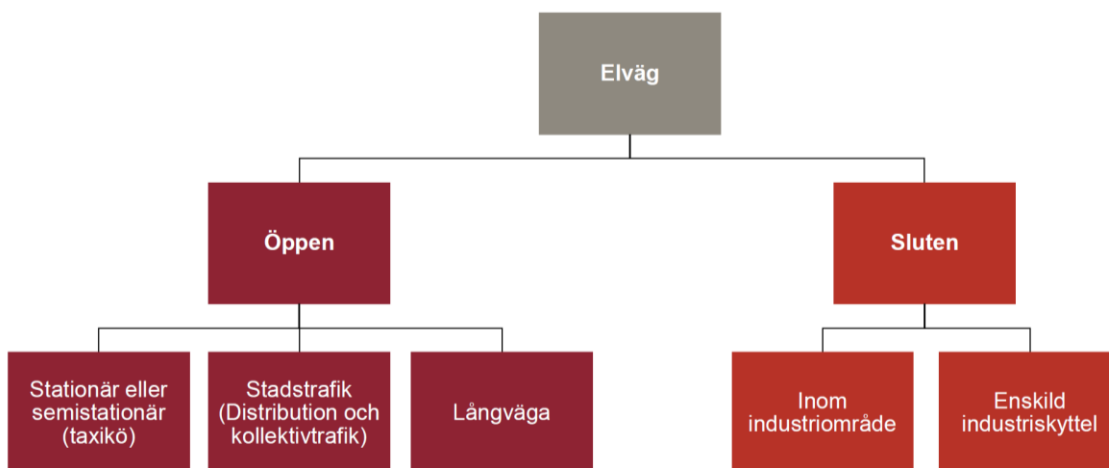 Elväg
Öppen
Sluten
Stationär eller
semistationär
(taxikö)
Stadstrafik
(Distribution och
kollektivtrafik)
Långväga
Inom
industriområde
Enskild
industriskyttel